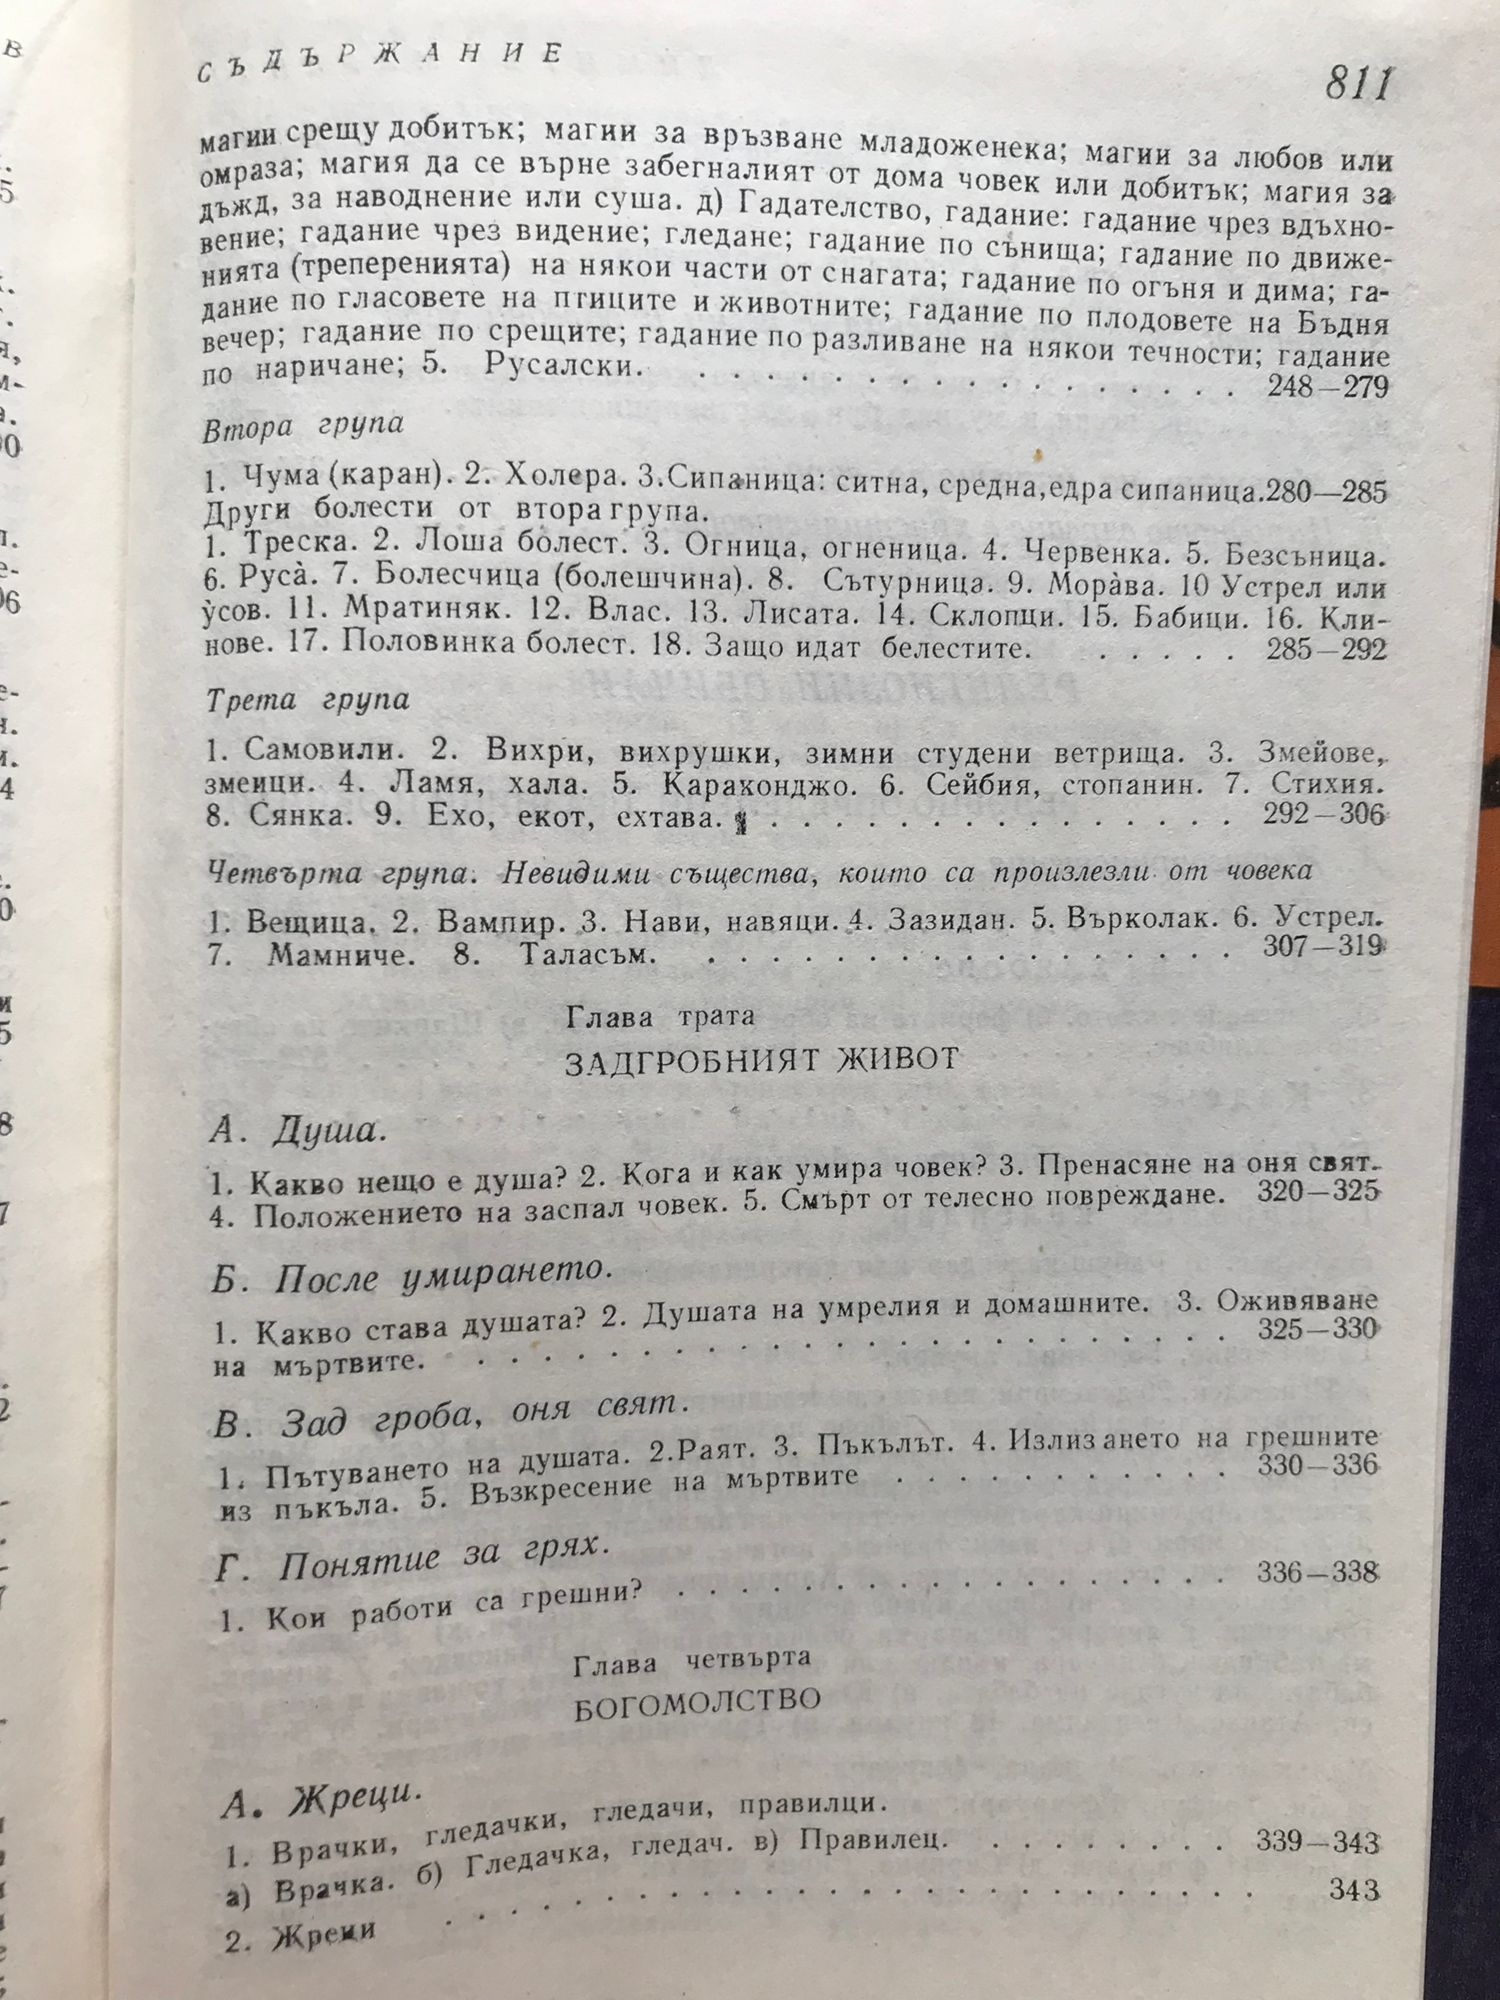 СЪДЪРЖАНИЕ 811
магии срещу добитък; магии за връзване младоженека; магии за любов или
омраза; магия да се върне забегналият от дома човек или добитък; магия за
дъжд, за наводнение или суша. д) Гадателство, гадание: гадание чрез вдъхно-
вение; гадание чрез видение; гледане; гадание по сънища; гадание по движе-
нията (треперенията) на някои части от снагата; гадание по огъня и дима; га-
дание по гласовете на птиците и животните; гадание по плодовете на Бъдня
вечер; гадание по срещите; гадание по разливане на някои течности; гадание
по наричане; 5. Русалски. . . . . . . . . . . . . . . . . . 248—279
Втора група
1. Чума (каран). 2. Холера. 3.Сипаница: ситна, средна,едра сипаница.280—285
Други болести от втора група.
1. Треска. 2. Лоша болест. 3. Огница, огненица. 4. Червенка. 5. Безсъница.
6. Русà. 7. Болесчица (болешчина). 8. Сътурница. 9. Морàва. 10 Устрел или
ỳсов. 11. Мратиняк. 12. Влас. 13. Лисата. 14. Склопци. 15. Бабици. 16. Кли-
нове. 17. Половинка болест. 18. Защо идат белестите. . . . . . 285—292
Трета група
1. Самовили. 2. Вихри, вихрушки, зимни студени ветрища. 3. Змейове,
змеици. 4. Ламя, хала. 5. Караконджо. 6. Сейбия, стопанин. 7. Стихия.
8. Сянка. 9. Ехо, екот, ехтава. . . . . . . . . . . . . . . . 292—306
Четвърта група. Невидими същества, които са произлезли от човека
1. Вещица. 2. Вампир. 3. Нави, навяци. 4. Зазидан. 5. Върколак. 6. Устрел.
7. Мамниче. 8. Таласъм. . . . . . . . . . . . . . . . . . 307—319
Глава трата
ЗАДГРОБНИЯТ ЖИВОТ
А. Душа.
1. Какво нещо е душа? 2. Кога и как умира човек? 3. Пренасяне на оня свят.
4. Положението на заспал човек. 5. Смърт от телесно повреждане. 320—325
Б. После умирането.
1. Какво става душата? 2. Душата на умрелия и домашните. 3. Оживяване
на мъртвите. . . . . . . . . . . . . . . . . . . . . . . 325—330
В. Зад гроба, оня свят.
1. Пътуването на душата. 2.Раят. 3. Пъкълът. 4. Излизането на грешните
из пъкъла. 5. Възкресение на мъртвите . . . . . . . . . . . 330—336
Г. Понятие за грях.
1. Кои работи са грешни? . . . . . . . . . . . . . . . . . 336—338
Глава четвърта
БОГОМОЛСТВО
А. Жреци.
1. Врачки, гледачки, гледачи, правилци.
а) Врачка. б) Гледачка, гледач. в) Правилец. . . . . . . . . 339—343
2. Жреци . . . . . . . . . . . . . . . . . . . . . . . . . 343